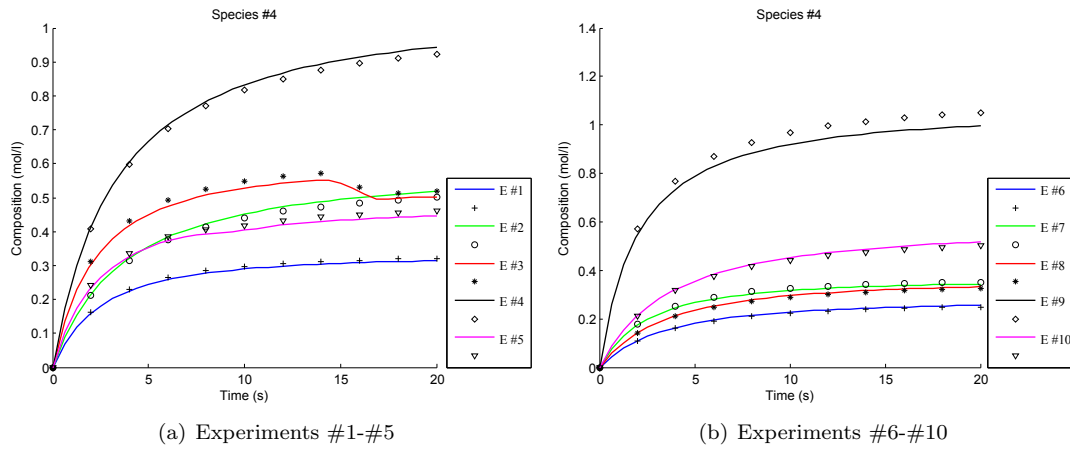 Species #4
1
0.9
0.8
0.7
0.6
0.5
0.4
0.3
0.2
0.1
0
0
5
10
15
20
Composition (mol/l)
Time (s)
E #1
E #2
E #3
E #4
E #5
(a) Experiments #1-#5
Species #4
1.4
1.2
1
0.8
0.6
0.4
0.2
0
0
5
10
15
20
Composition (mol/l)
Time (s)
E #6
E #7
E #8
E #9
E #10
(b) Experiments #6-#10